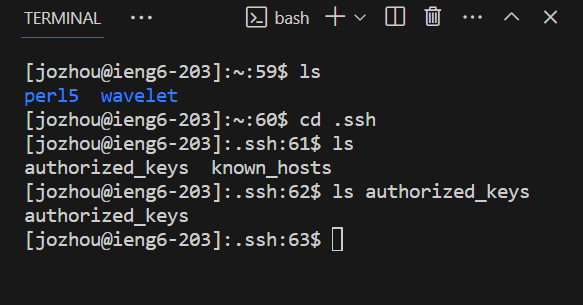 TERMINAL ... bash
[jozhou@ieng6-203]:~:59$ ls
perl5 wavelet
[jozhou@ieng6-203]:~:60$ cd .ssh
[jozhou@ieng6-203]:.ssh:61$ ls
authorized_keys known_hosts
[jozhou@ieng6-203]:.ssh:62$ ls authorized_keys
authorized_keys
[jozhou@ieng6-203]:.ssh:63$